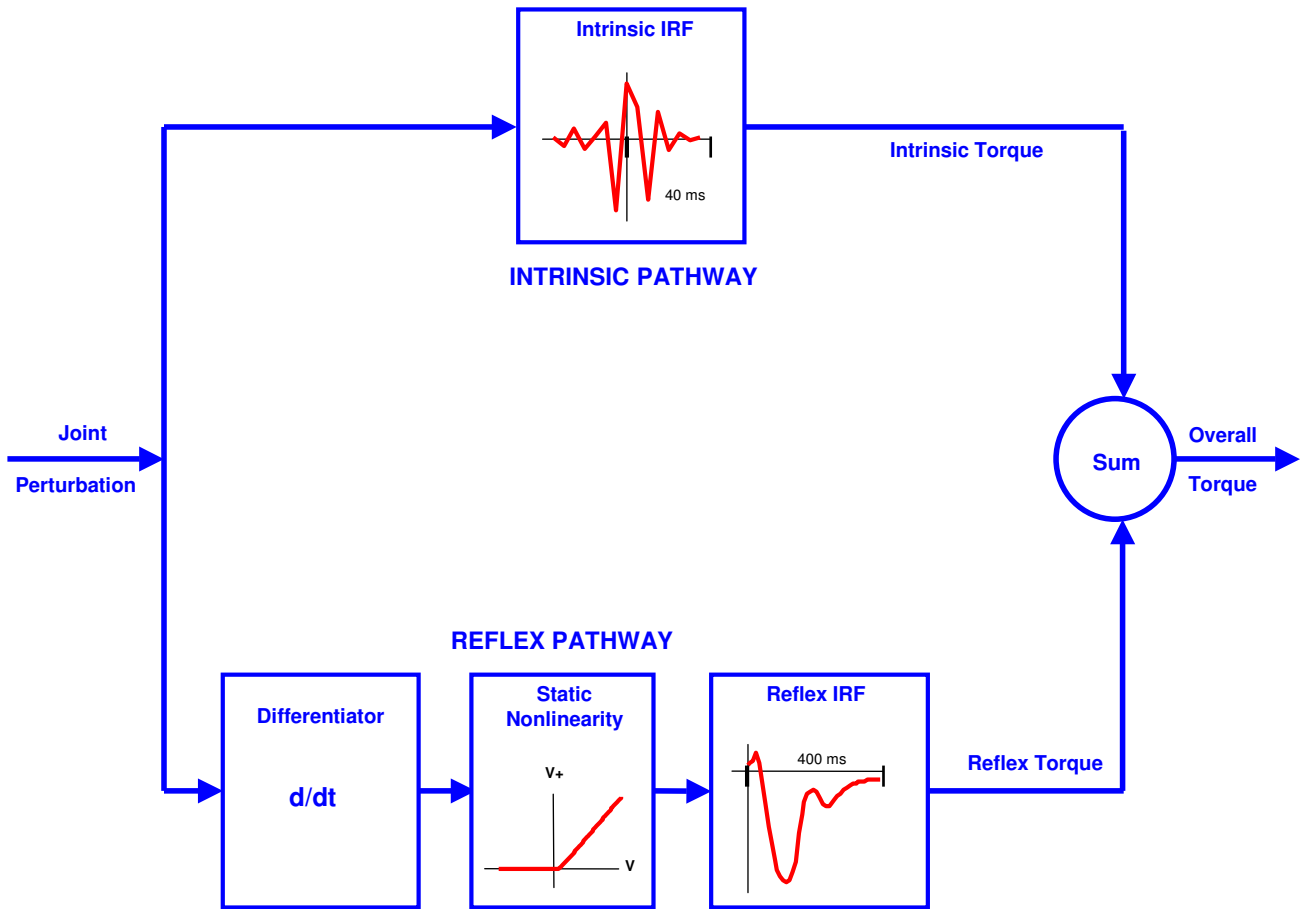 Intrinsic IRF
40 ms
INTRINSIC PATHWAY
Intrinsic Torque
Joint
Perturbation
Sum
Overall
Torque
REFLEX PATHWAY
Differentiator
d/dt
Static
Nonlinearity
V+
V
Reflex IRF
400 ms
Reflex Torque